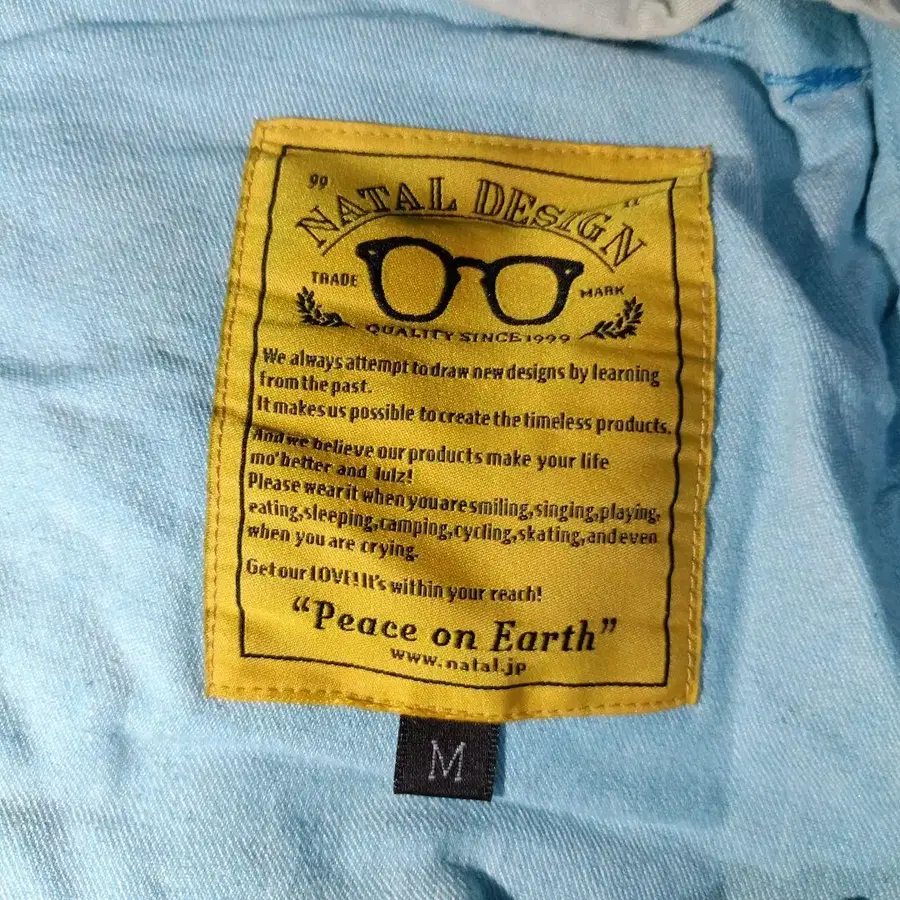 "NATAL DESIGN"
TRADE MARK
QUALITY SINCE 1999
We always attempt to draw new designs by learning
from the past.
It makes us possible to create the timeless products.
And we believe our products make your life
mo' better and lulz!
Please wear it when you are smiling,singing,playing,
eating,sleeping,camping,cycling,skating,and even
when you are crying.
Get our LOVE! It's within your reach!
"Peace on Earth"
www.natal.jp
M